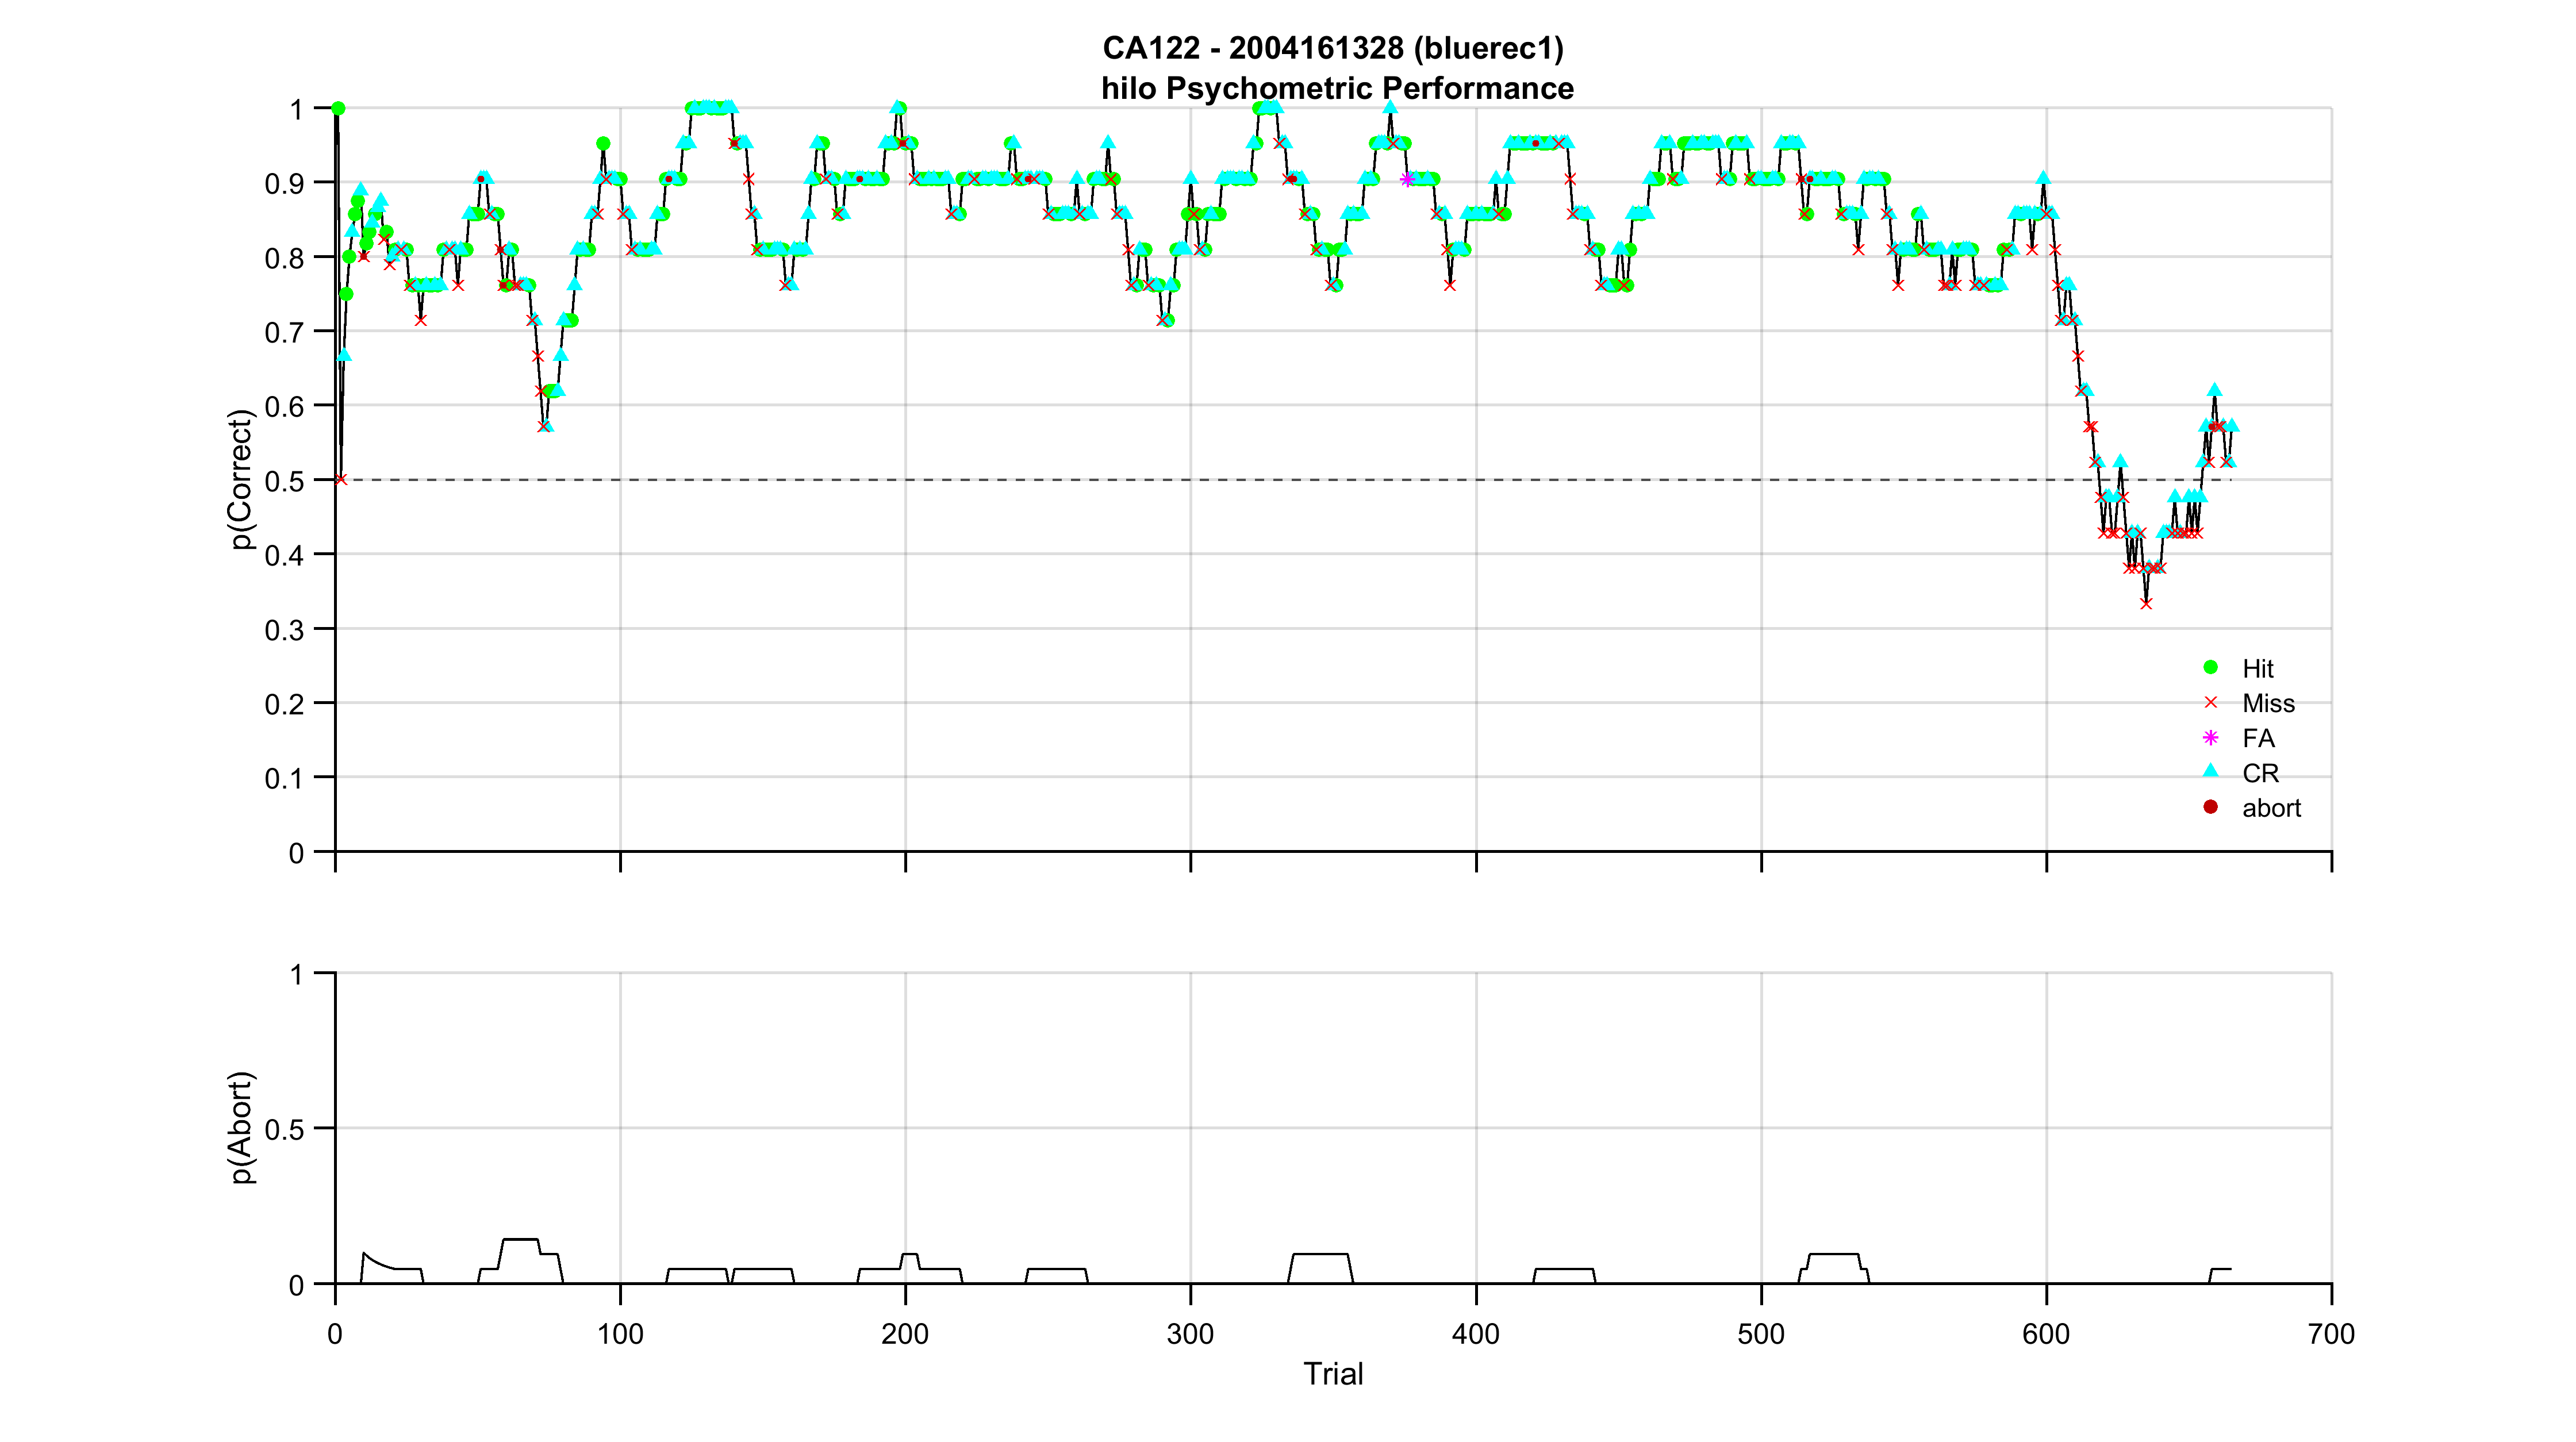 CA122 - 2004161328 (bluerec1)
hilo Psychometric Performance
p(Correct)
1
0.9
0.8
0.7
0.6
0.5
0.4
0.3
0.2
0.1
0
Hit
Miss
FA
CR
abort
p(Abort)
1
0.5
0
0 100 200 300 400 500 600 700
Trial